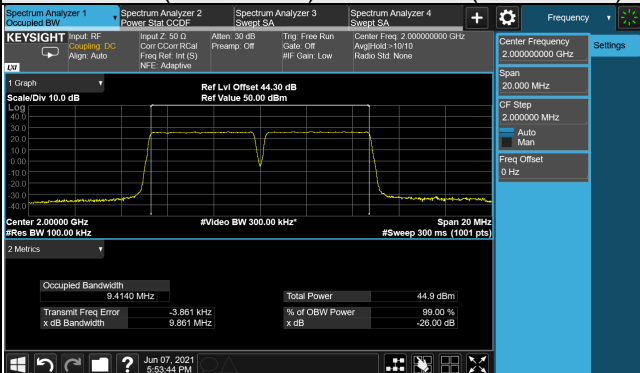 Spectrum Analyzer 1
Occupied BW
Spectrum Analyzer 2
Power Stat CCDF
Spectrum Analyzer 3
Swept SA
Spectrum Analyzer 4
Swept SA
Frequency
KEYSIGHT
Input: RF
Coupling: DC
Align: Auto
Input Z: 50 Ω
Corr CCorr RCal
Freq Ref: Int (S)
NFE: Adaptive
Atten: 30 dB
Preamp: Off
Trig: Free Run
Gate: Off
#IF Gain: Low
Center Freq: 2.000000000 GHz
Avg|Hold:>10/10
Radio Std: None
LXI
Center Frequency
2.000000000 GHz
Settings
Span
20.000 MHz
CF Step
2.000000 MHz
Auto
Man
Freq Offset
0 Hz
1 Graph
Scale/Div 10.0 dB
Ref Lvl Offset 44.30 dB
Ref Value 50.00 dBm
Log
40.0
30.0
20.0
10.0
0.00
-10.0
-20.0
-30.0
-40.0
Center 2.00000 GHz
#Video BW 300.00 kHz*
Span 20 MHz
#Res BW 100.00 kHz
#Sweep 300 ms (1001 pts)
2 Metrics
Occupied Bandwidth
9.4140 MHz
Total Power
44.9 dBm
Transmit Freq Error
-3.861 kHz
% of OBW Power
99.00 %
x dB Bandwidth
9.861 MHz
x dB
-26.00 dB
?
Jun 07, 2021
5:53:44 PM